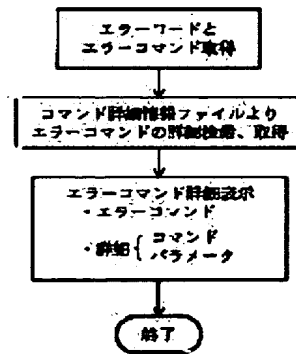 エラーワードと
エラーコマンド取得
コマンド詳細情報ファイルより
エラーコマンドの詳細検索、取得
エラーコマンド詳細表示
・エラーコマンド
・詳細{コマンド
パラメータ
終了